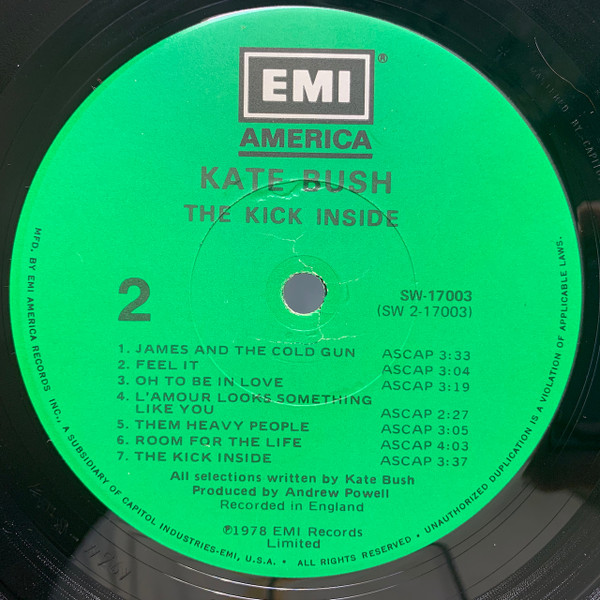 EMI®
AMERICA
KATE BUSH
THE KICK INSIDE
2
SW-17003
(SW 2-17003)
1. JAMES AND THE COLD GUN ASCAP 3:33
2. FEEL IT ASCAP 3:04
3. OH TO BE IN LOVE ASCAP 3:19
4. L'AMOUR LOOKS SOMETHING
LIKE YOU ASCAP 2:27
5. THEM HEAVY PEOPLE ASCAP 3:05
6. ROOM FOR THE LIFE ASCAP 4:03
7. THE KICK INSIDE ASCAP 3:37
All selections written by Kate Bush
Produced by Andrew Powell
Recorded in England
℗1978 EMI Records
Limited
MFD. BY EMI AMERICA RECORDS INC., A SUBSIDIARY OF CAPITOL INDUSTRIES-EMI, U.S.A. • ALL RIGHTS RESERVED • UNAUTHORIZED DUPLICATION IS A VIOLATION OF APPLICABLE LAWS.